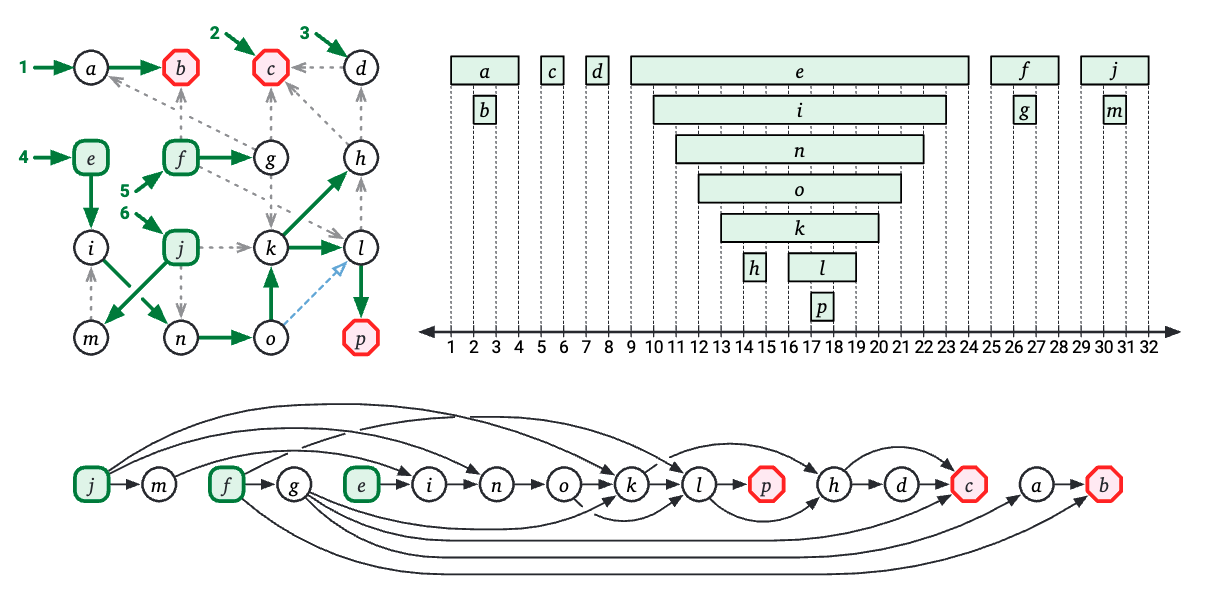 2 3
1 a b c d
a c d e f j
b i g m
4 e f g h
n
5
o
6
i j k l
k
h l
p
m n o p
1 2 3 4 5 6 7 8 9 10 11 12 13 14 15 16 17 18 19 20 21 22 23 24 25 26 27 28 29 30 31 32
j m f g e i n o k l p h d c a b